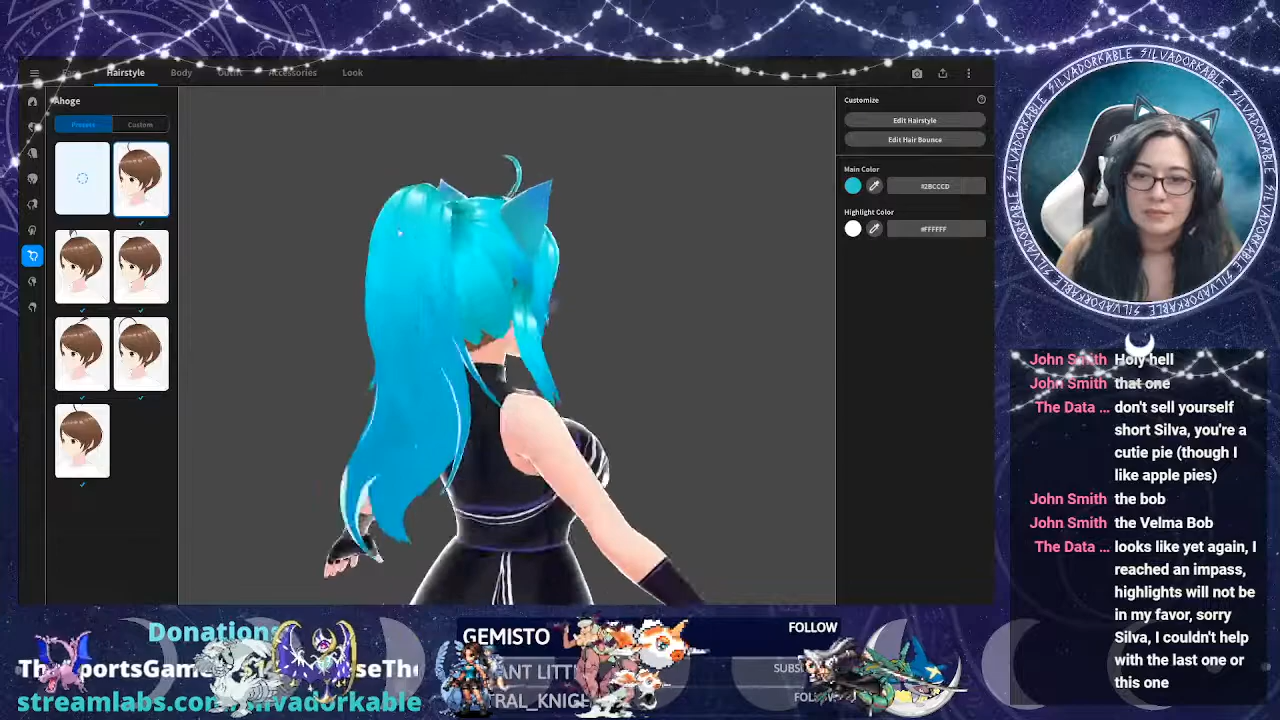 Hairstyle
Body
Outfit
Accessories
Look
Ahoge
Presets
Custom
Customize
Edit Hairstyle
Edit Hair Bounce
Main Color
#2BCCCD
Highlight Color
#FFFFFF
SILVADORKABLE SILVADORKABLE SILVADORKABLE
John Smith Holy hell
John Smith that one
The Data ... don't sell yourself
short Silva, you're a
cutie pie (though I
like apple pies)
John Smith the bob
John Smith the Velma Bob
The Data ... looks like yet again, I
reached an impass,
highlights will not be
in my favor, sorry
Silva, I couldn't help
with the last one or
this one
Donations
streamlabs.com
GEMISTO
FOLLOW